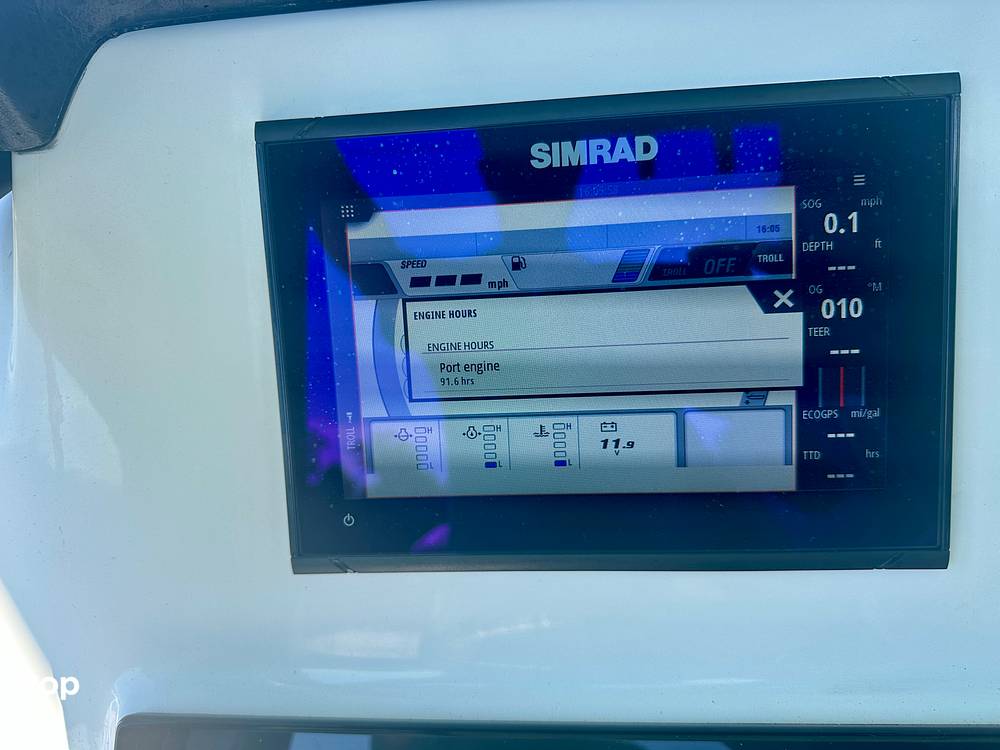 SIMRAD
16:05
SPEED
mph
TROLL OFF
TROLL
ENGINE HOURS
ENGINE HOURS
Port engine
91.6 hrs
H H H
L L L
11.9
V
TROLL
SOG mph
0.1
DEPTH ft
---
OG °M
010
TEER
---
ECOGPS mi/gal
---
TTD hrs
---
op